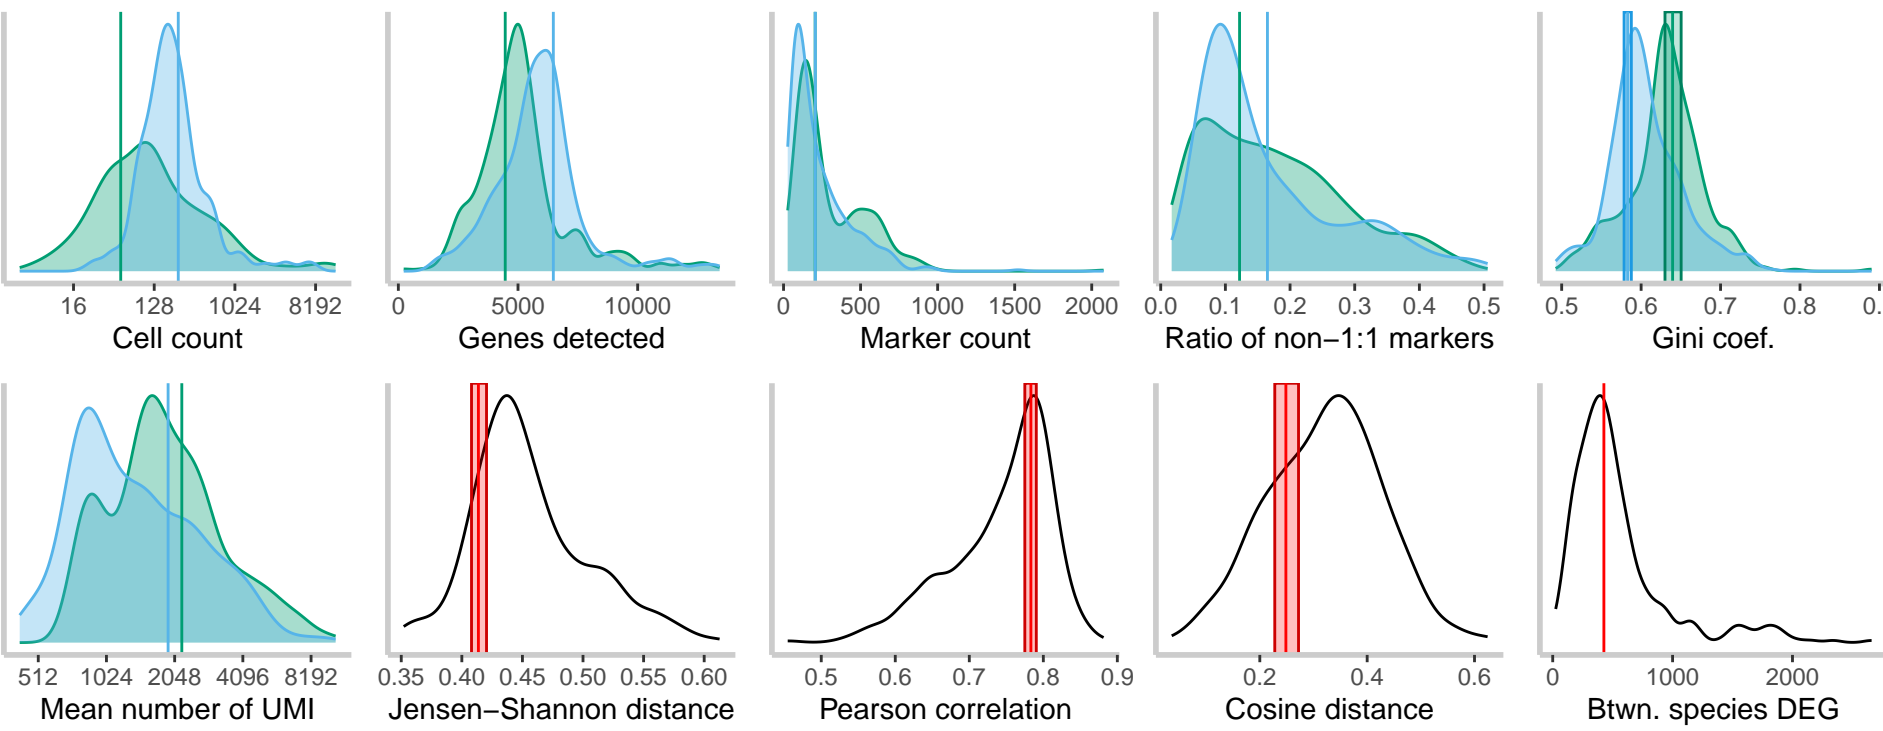 16 128 1024 8192
Cell count
0 5000 10000
Genes detected
0 500 1000 1500 2000
Marker count
0.0 0.1 0.2 0.3 0.4 0.5
Ratio of non−1:1 markers
0.5 0.6 0.7 0.8 0.
Gini coef.
512 1024 2048 4096 8192
Mean number of UMI
0.35 0.40 0.45 0.50 0.55 0.60
Jensen−Shannon distance
0.5 0.6 0.7 0.8 0.9
Pearson correlation
0.2 0.4 0.6
Cosine distance
0 1000 2000
Btwn. species DEG